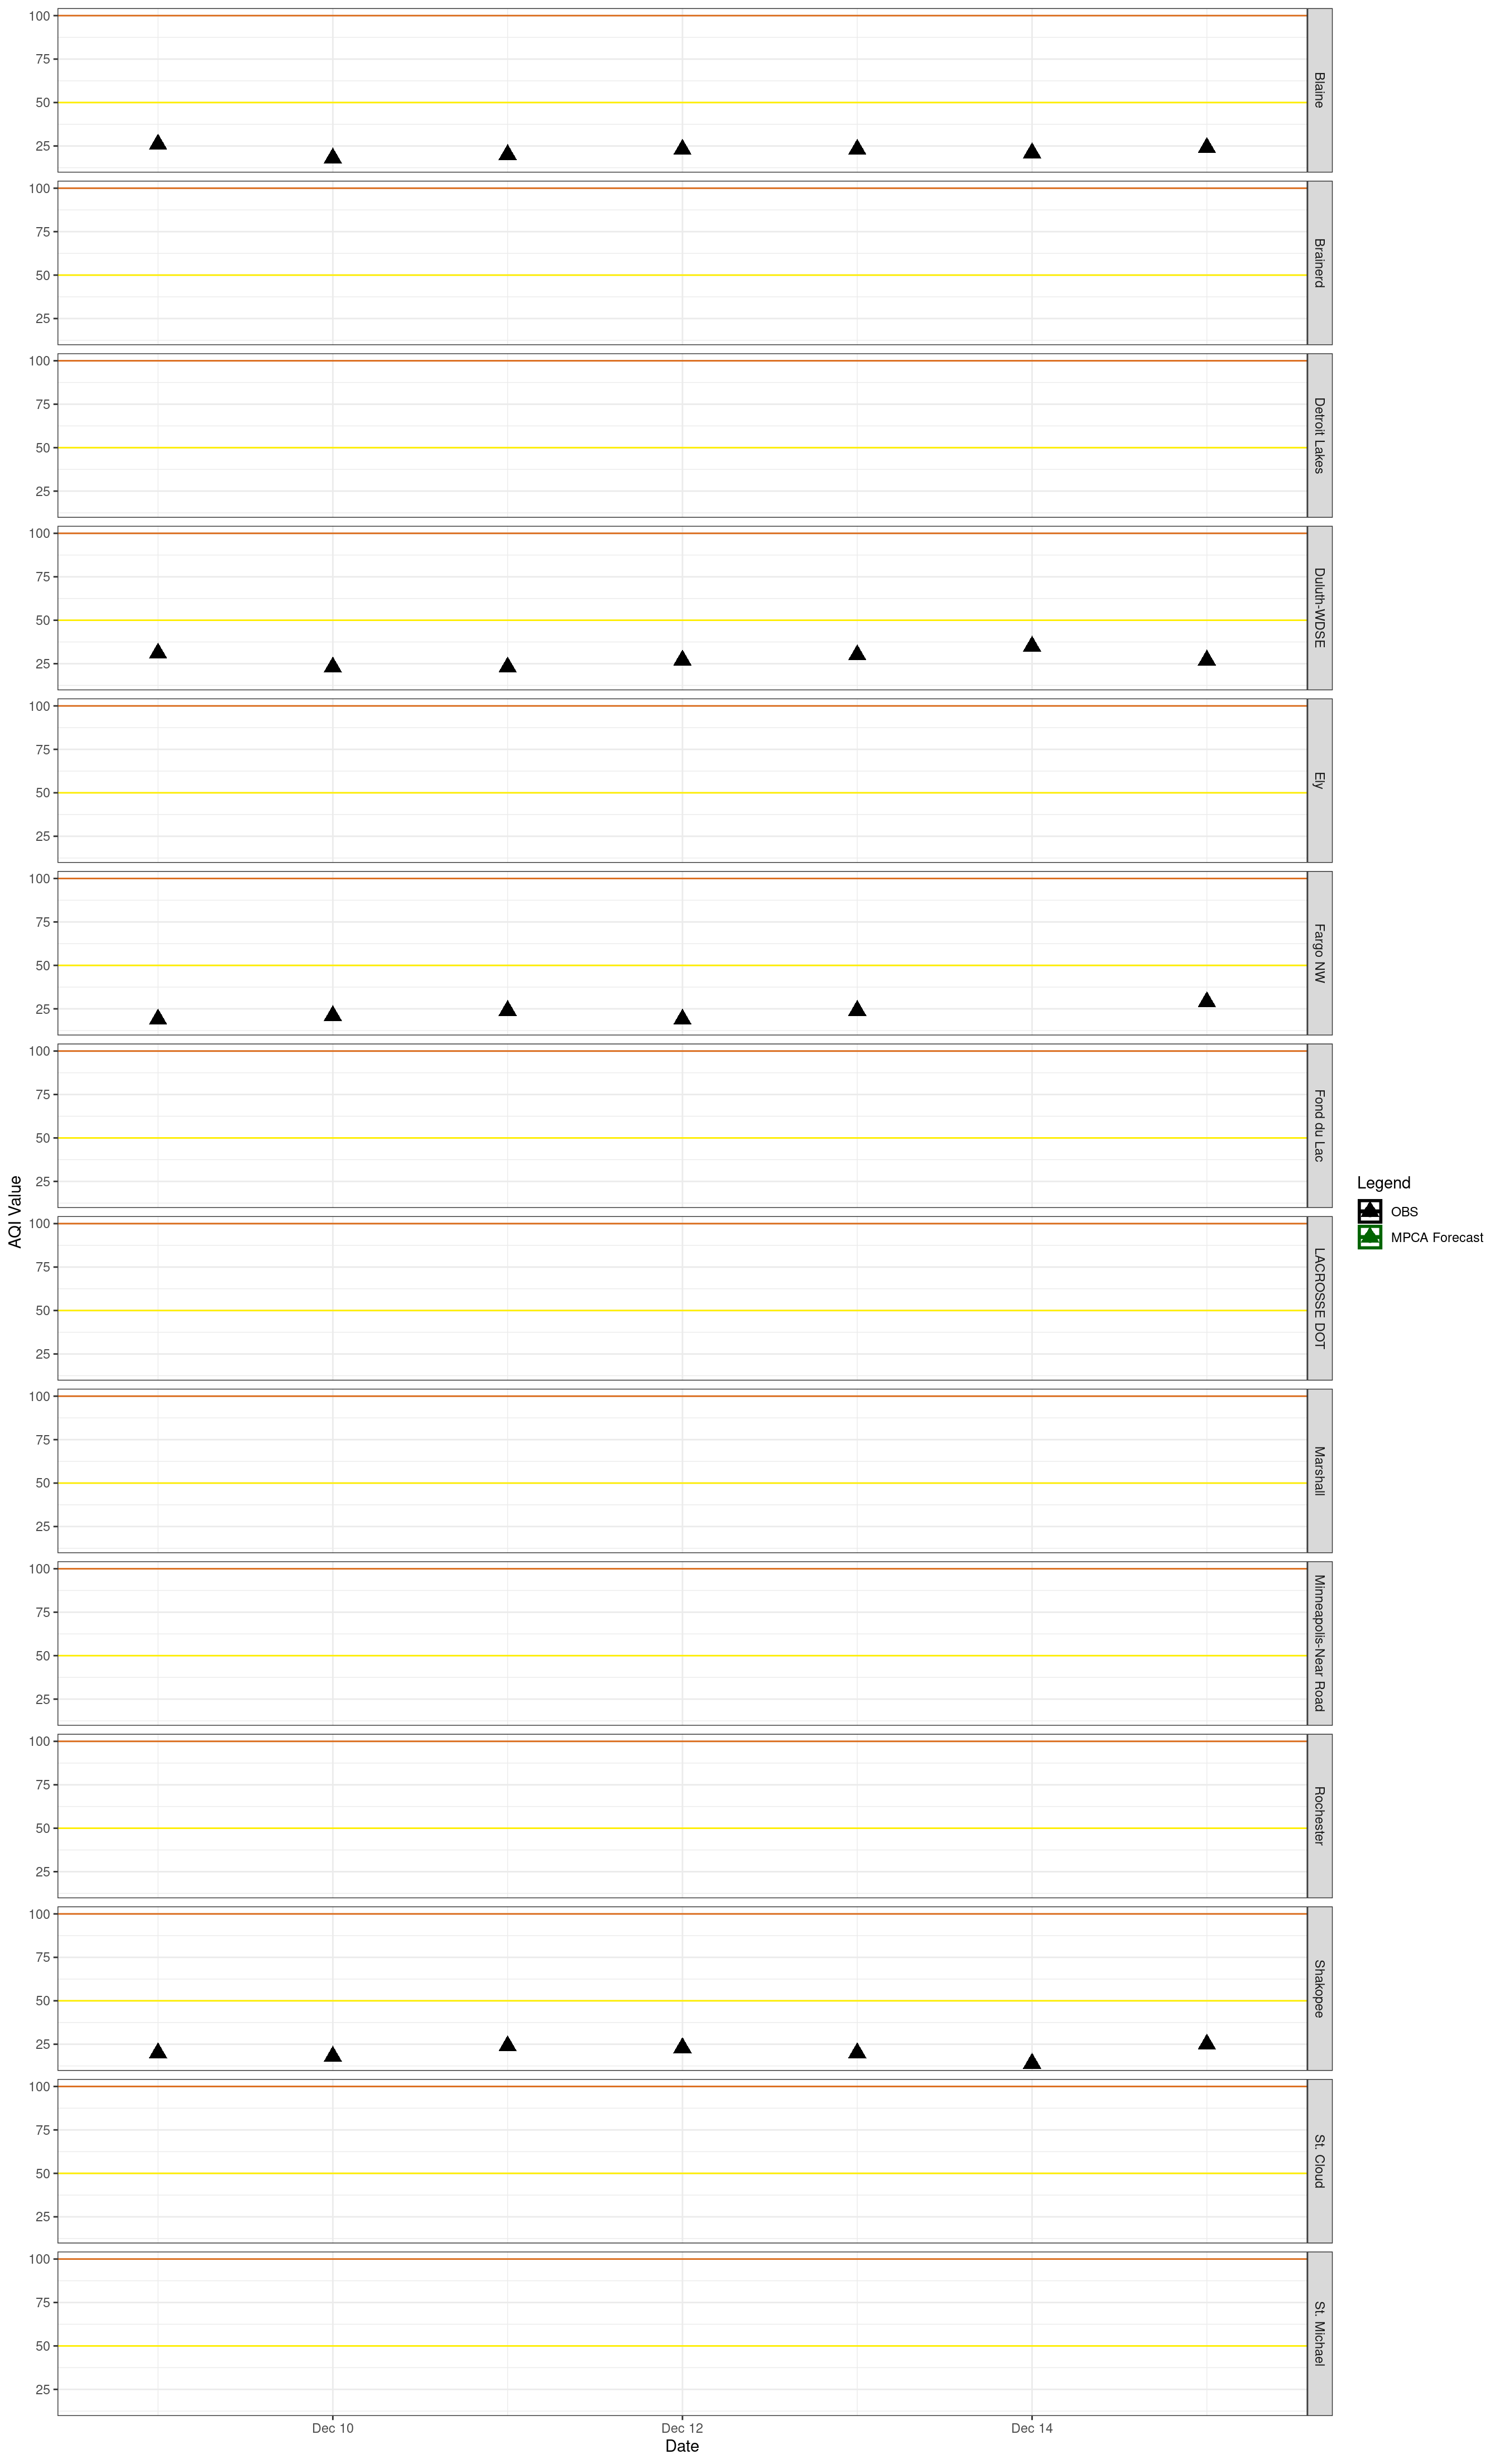 100
75
50
25
Blaine
100
75
50
25
Brainerd
100
75
50
25
Detroit Lakes
100
75
50
25
Duluth-WDSE
100
75
50
25
Ely
100
75
50
25
Fargo NW
100
75
50
25
Fond du Lac
100
75
50
25
LACROSSE DOT
100
75
50
25
Marshall
100
75
50
25
Minneapolis-Near Road
100
75
50
25
Rochester
100
75
50
25
Shakopee
100
75
50
25
St. Cloud
100
75
50
25
St. Michael
AQI Value
Dec 10
Dec 12
Dec 14
Date
Legend
OBS
MPCA Forecast